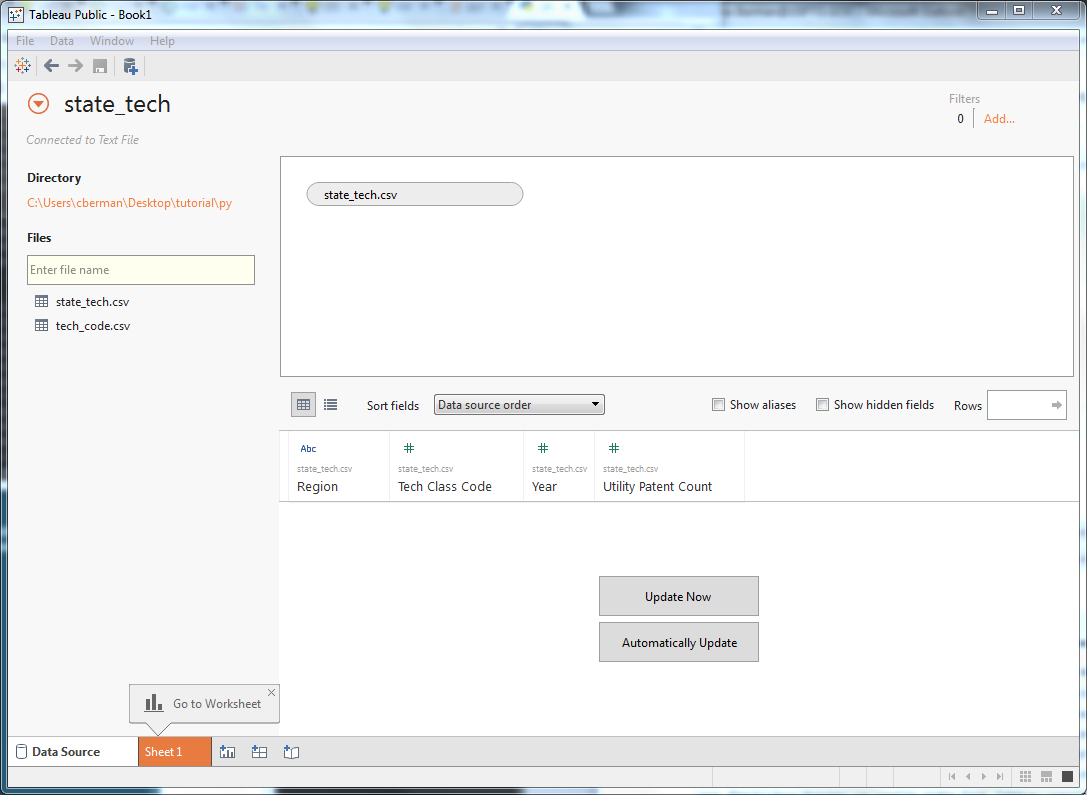 Tableau Public - Book1
File Data Window Help
state_tech
Connected to Text File
Filters
0 Add...
Directory
C:\Users\cberman\Desktop\tutorial\py
Files
Enter file name
state_tech.csv
tech_code.csv
state_tech.csv
Sort fields Data source order Show aliases Show hidden fields Rows
Abc
state_tech.csv state_tech.csv state_tech.csv state_tech.csv
Region Tech Class Code Year Utility Patent Count
Update Now
Automatically Update
Go to Worksheet
Data Source Sheet 1